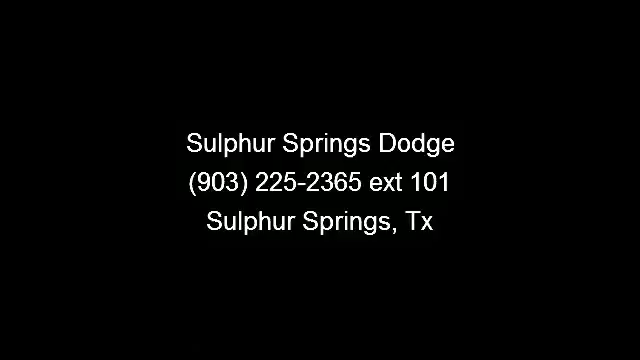 Sulphur Springs Dodge
(903) 225-2365 ext 101
Sulphur Springs, Tx